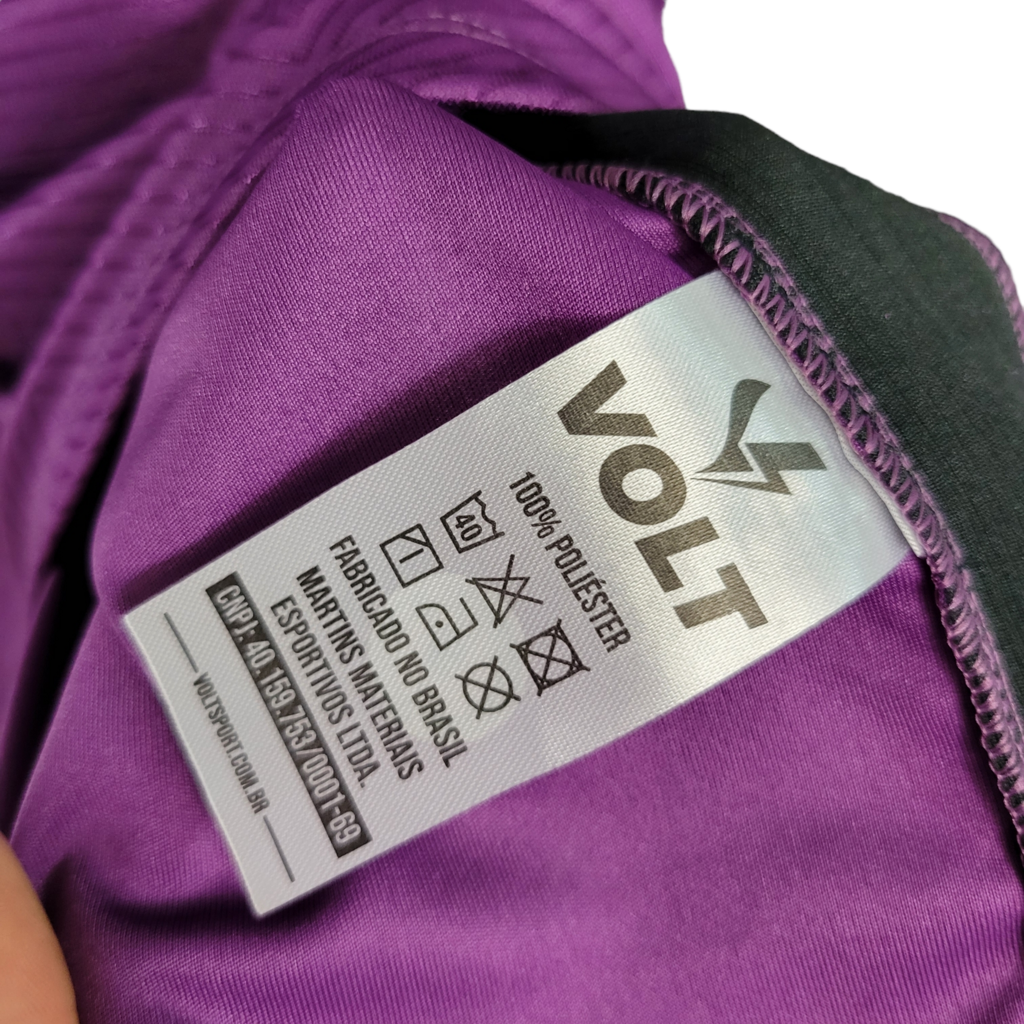 VOLT
100% POLIÉSTER
40
FABRICADO NO BRASIL
MARTINS MATERIAIS
ESPORTIVOS LTDA.
CNPJ: 40.159.753/0001-69
VOLTSPORT.COM.BR